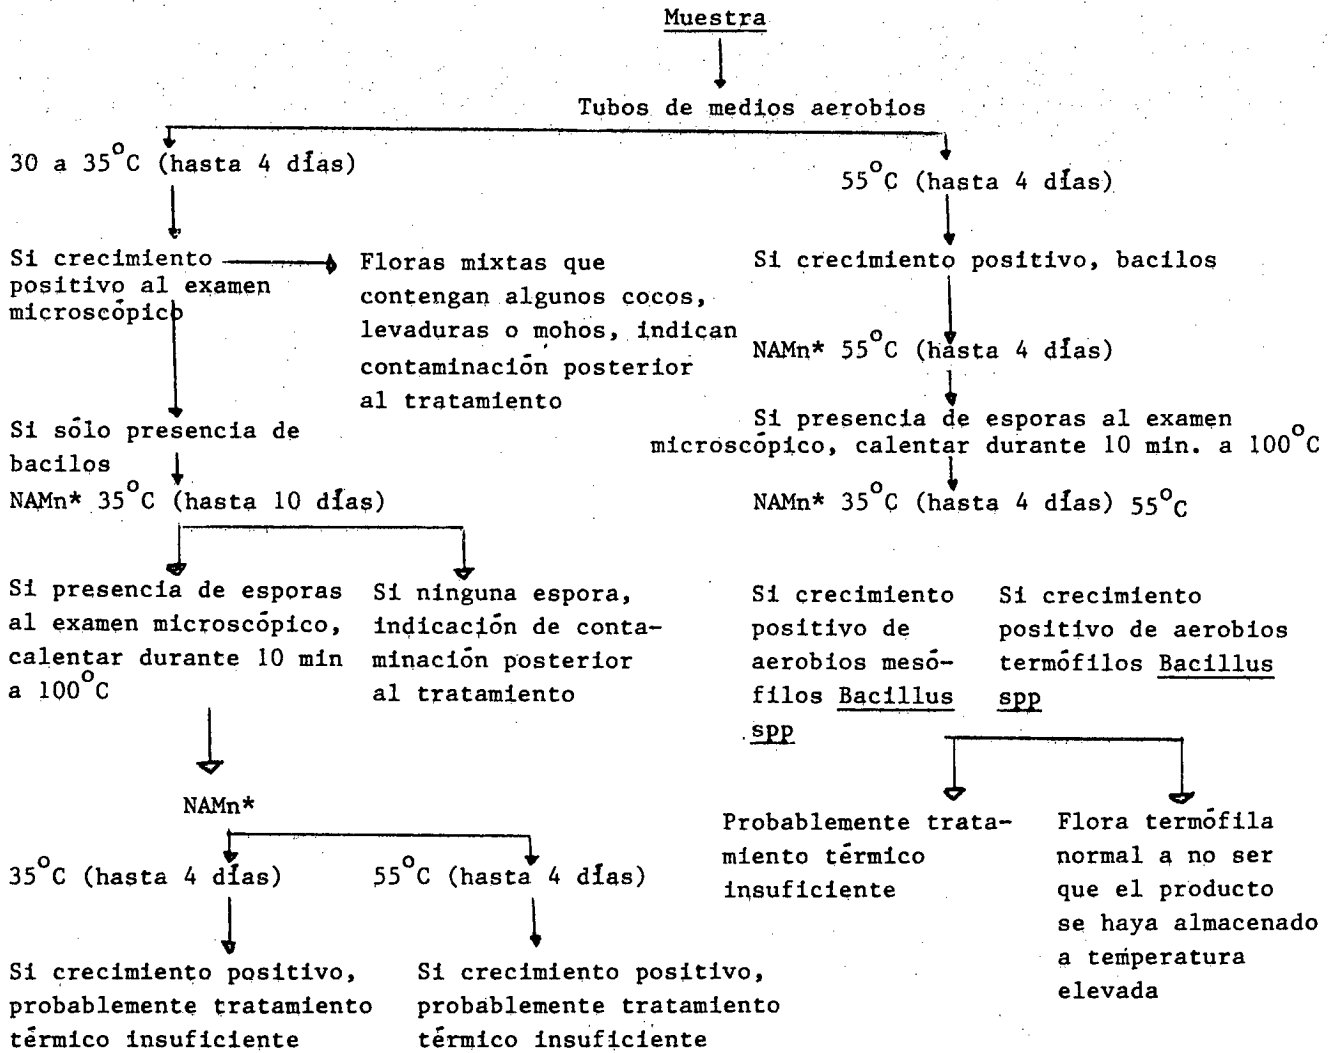 Muestra
Tubos de medios aerobios
30 a 35°C (hasta 4 días)
Si crecimiento
positivo al examen
microscópico
Floras mixtas que
contengan algunos cocos,
levaduras o mohos, indican
contaminación posterior
al tratamiento
Si sólo presencia de
bacilos
NAMn* 35°C (hasta 10 días)
Si presencia de esporas
al examen microscópico,
calentar durante 10 min
a 100°C
Si ninguna espora,
indicación de conta-
minación posterior
al tratamiento
NAMn*
35°C (hasta 4 días)
55°C (hasta 4 días)
Si crecimiento positivo,
probablemente tratamiento
térmico insuficiente
Si crecimiento positivo,
probablemente tratamiento
térmico insuficiente
55°C (hasta 4 días)
Si crecimiento positivo, bacilos
NAMn* 55°C (hasta 4 días)
Si presencia de esporas al examen
microscópico, calentar durante 10 min. a 100°C
NAMn* 35°C (hasta 4 días) 55°C
Si crecimiento
positivo de
aerobios mesó-
filos Bacillus
spp
Si crecimiento
positivo de aerobios
termófilos Bacillus
spp
Probablemente trata-
miento térmico
insuficiente
Flora termófila
normal a no ser
que el producto
se haya almacenado
a temperatura
elevada